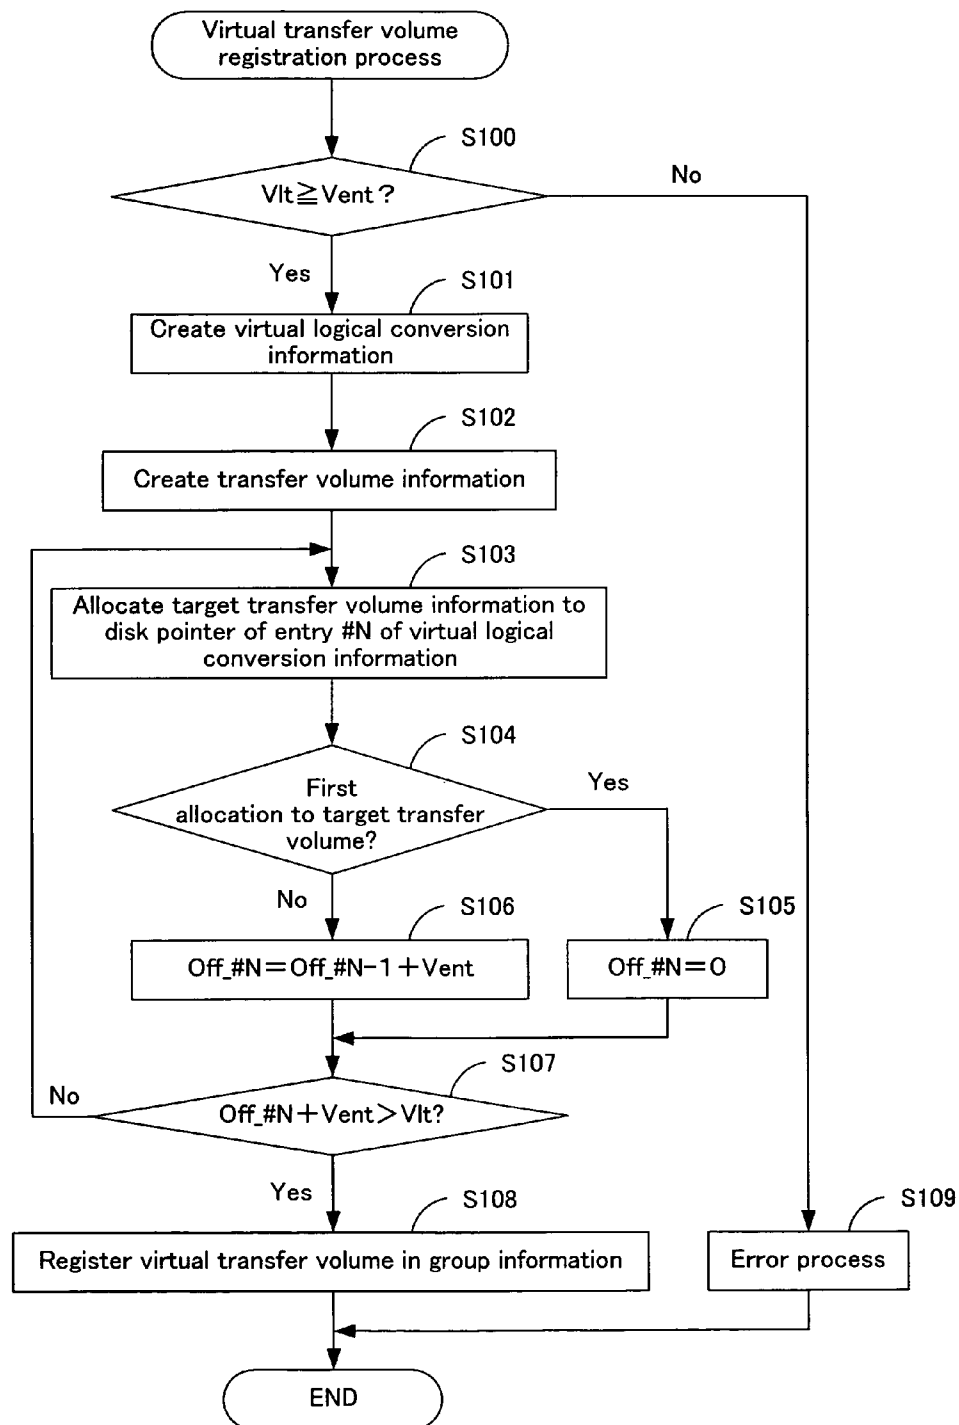 Virtual transfer volume
registration process
S100
Vlt≧Vent?
No
Yes
S101
Create virtual logical conversion
information
S102
Create transfer volume information
S103
Allocate target transfer volume information to
disk pointer of entry #N of virtual logical
conversion information
S104
First
allocation to target transfer
volume?
Yes
No
S106
S105
Off_#N=Off_#N-1+Vent
Off_#N=0
S107
No
Off_#N+Vent>Vlt?
Yes
S108
S109
Register virtual transfer volume in group information
Error process
END